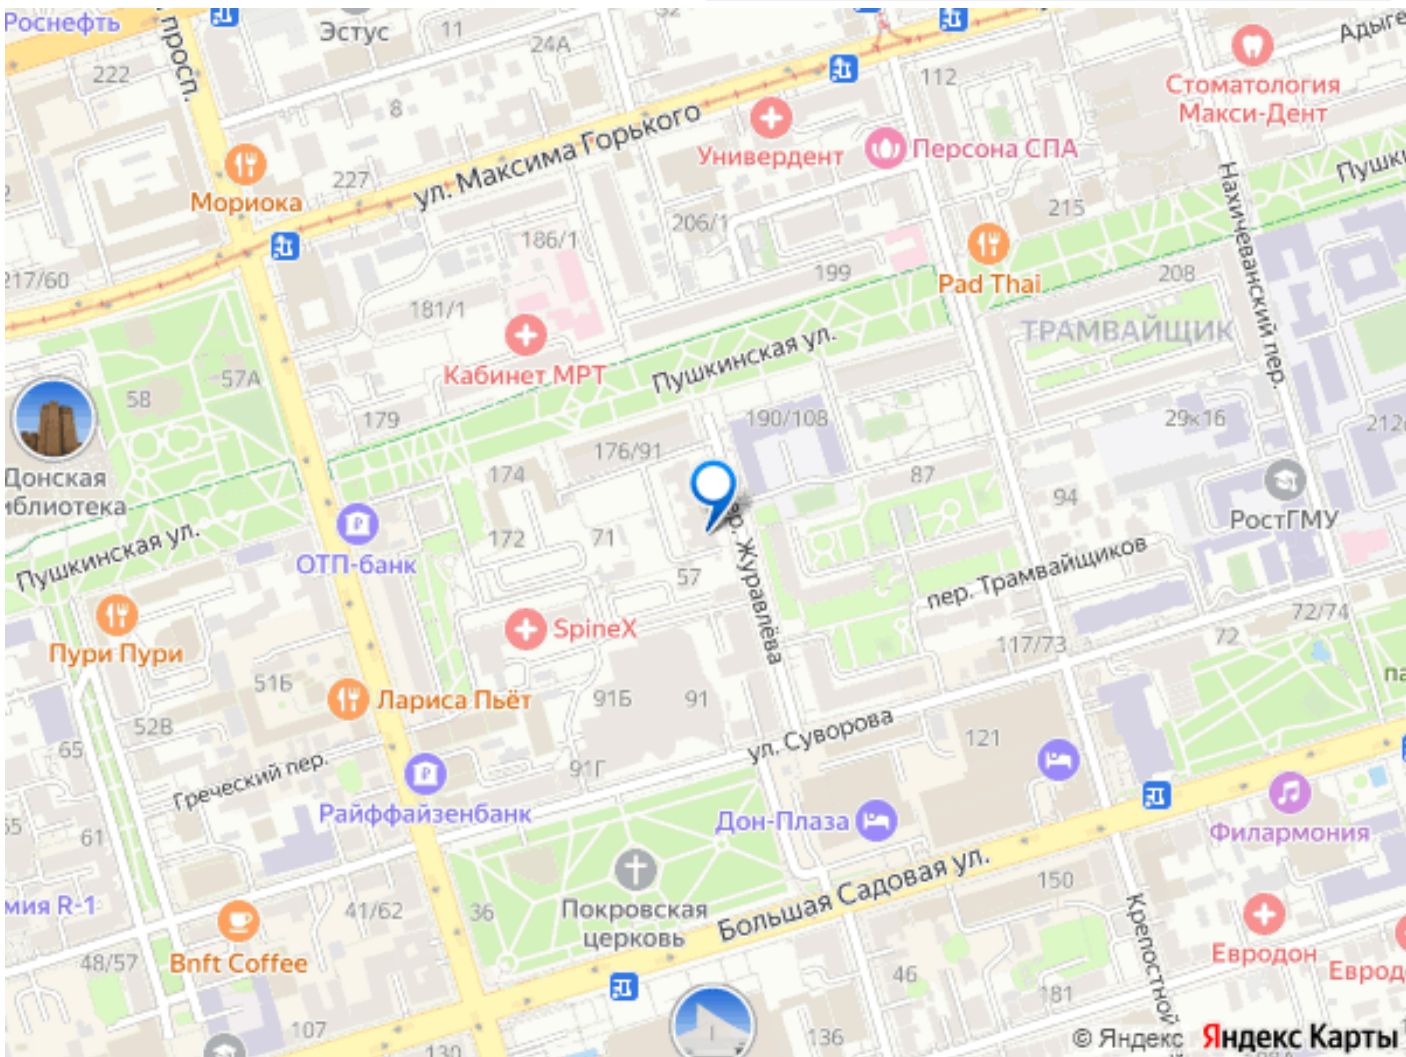 Роснефть
просп.
Эстус
11
24А
52
222
8
112
Адыге
Стоматология
Макси-Дент
ул. Максима Горького
Универдент
Персона СПА
Мориока
227
Нахичеванский пер.
Пушки
206/1
215
186/1
217/60
199
Pad Thai
208
181/1
ТРАМВАЙЩИК
Кабинет МРТ
Пушкинская ул.
57А
58
179
190/108
29к16
212
176/91
Донская
иблиотека
174
87
94
РостГМУ
Пушкинская ул.
ОТП-банк
172
71
57
ер. Журавлёва
пер. Трамвайщиков
Пури Пури
SpineX
72/74
72
117/73
51Б
Лариса Пьёт
91Б
91
па
52В
65
ул. Суворова
121
Греческий пер.
91Г
Райффайзенбанк
Дон-Плаза
Филармония
55
61
Большая Садовая ул.
150
мия R-1
41/62
36
Покровская
церковь
Крепостной
Bnft Coffee
48/57
46
Евродон
Еврод
181
107
130
136
© Яндекс Яндекс Карты